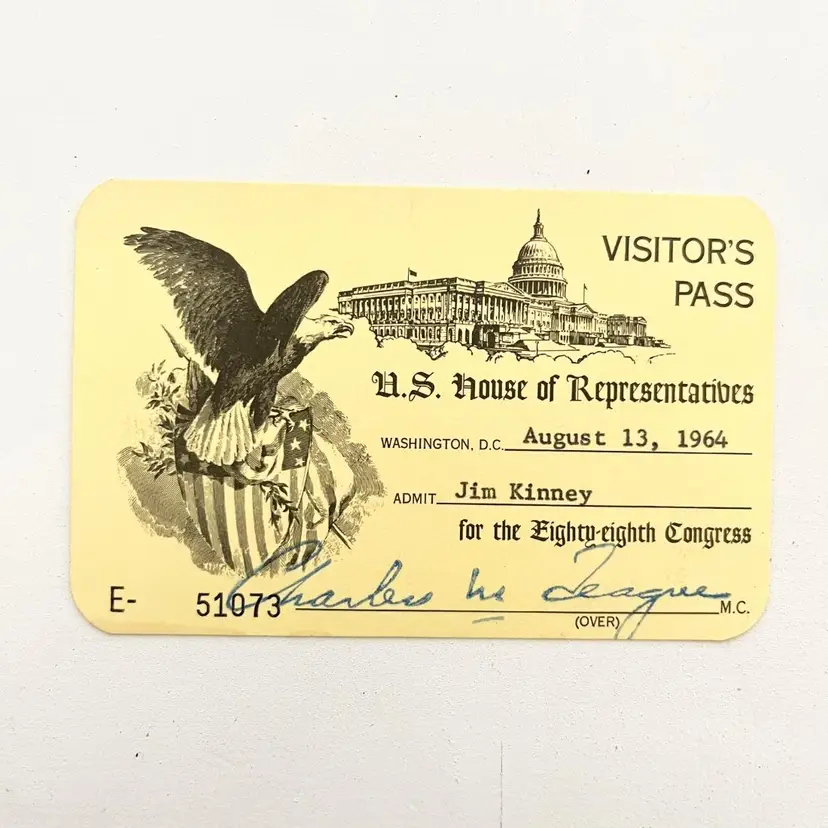 VISITOR'S
PASS
U.S. House of Representatives
WASHINGTON, D.C. August 13, 1964
ADMIT Jim Kinney
for the Eighty-eighth Congress
E- 51073 Charles M Teague M.C.
(OVER)